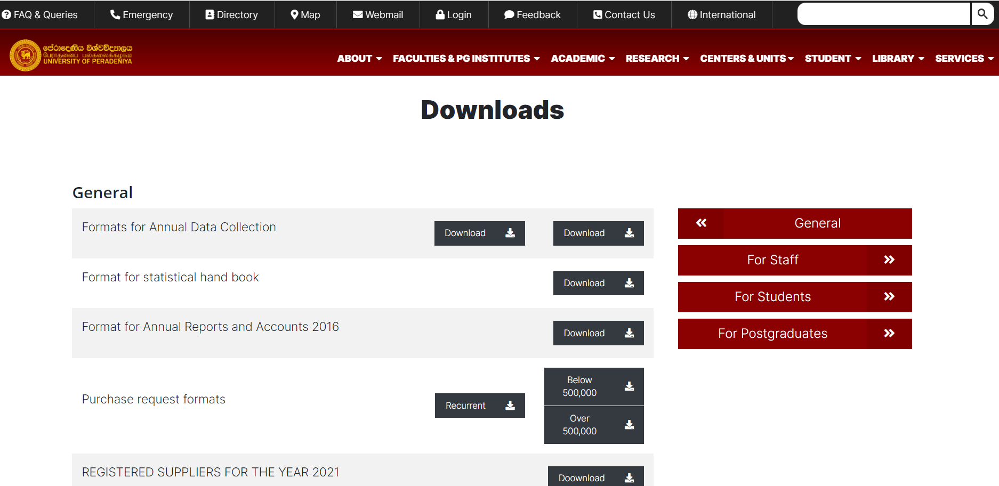 FAQ & Queries
Emergency
Directory
Map
Webmail
Login
Feedback
Contact Us
International
පේරාදෙණිය විශ්වවිද්‍යාලය
பேராதனைப் பல்கலைக்கழகம்
UNIVERSITY OF PERADENIYA
ABOUT
FACULTIES & PG INSTITUTES
ACADEMIC
RESEARCH
CENTERS & UNITS
STUDENT
LIBRARY
SERVICES
Downloads
General
Formats for Annual Data Collection
Download
Download
Format for statistical hand book
Download
Format for Annual Reports and Accounts 2016
Download
Purchase request formats
Recurrent
Below
500,000
Over
500,000
REGISTERED SUPPLIERS FOR THE YEAR 2021
Doownload
General
For Staff
For Students
For Postgraduates